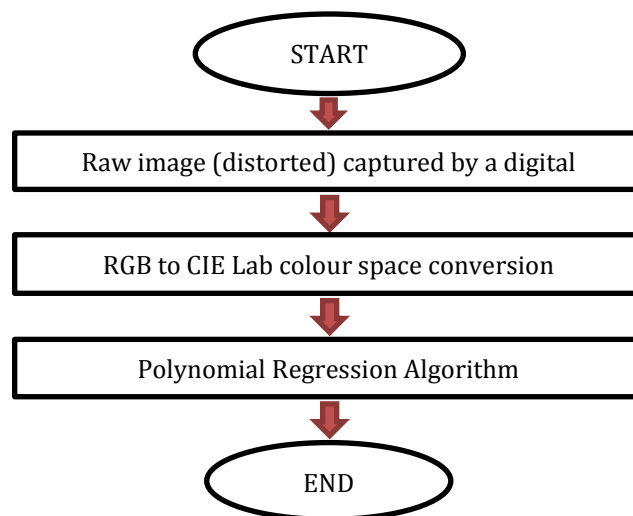 START
Raw image (distorted) captured by a digital
RGB to CIE Lab colour space conversion
Polynomial Regression Algorithm
END